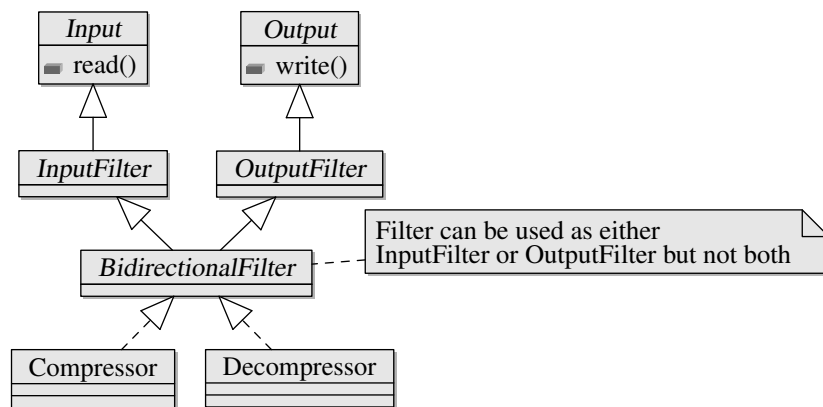 Input
Output
read()
write()
InputFilter
OutputFilter
Filter can be used as either
InputFilter or OutputFilter but not both
BidirectionalFilter
Compressor
Decompressor